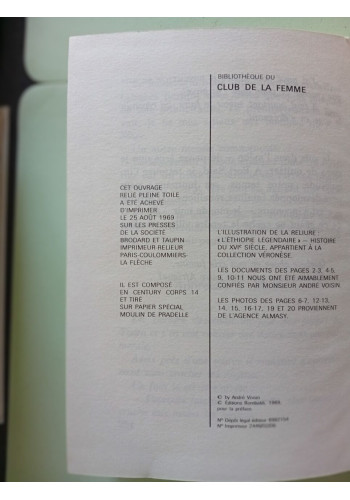 BIBLIOTHÈQUE DU
CLUB DE LA FEMME
CET OUVRAGE
RELIÉ PLEINE TOILE
A ÉTÉ ACHEVÉ
D'IMPRIMER
LE 25 AOÛT 1969
SUR LES PRESSES
DE LA SOCIÉTÉ
BRODARD ET TAUPIN
IMPRIMEUR-RELIEUR
PARIS-COULOMMIERS-
LA FLÈCHE
IL EST COMPOSÉ
EN CENTURY CORPS 14
ET TIRÉ
SUR PAPIER SPÉCIAL
MOULIN DE PRADELLE
L'ILLUSTRATION DE LA RELIURE :
« L'ÉTHIOPIE LÉGENDAIRE » — HISTOIRE
DU XVIe SIÈCLE, APPARTIENT À LA
COLLECTION VÉRONÈSE.
LES DOCUMENTS DES PAGES 2-3, 4-5,
9, 10-11 NOUS ONT ÉTÉ AIMABLEMENT
CONFIÉS PAR MONSIEUR ANDRÉ VOISIN
LES PHOTOS DES PAGES 6-7, 12-13,
14, 15, 16-17, 19 ET 20 PROVIENNENT
DE L'AGENCE ALMASY.
© by André
© Éditions Rombaldi, 1969,
pour la préface
N° Dépôt légal éditeur
N° Imprimeur